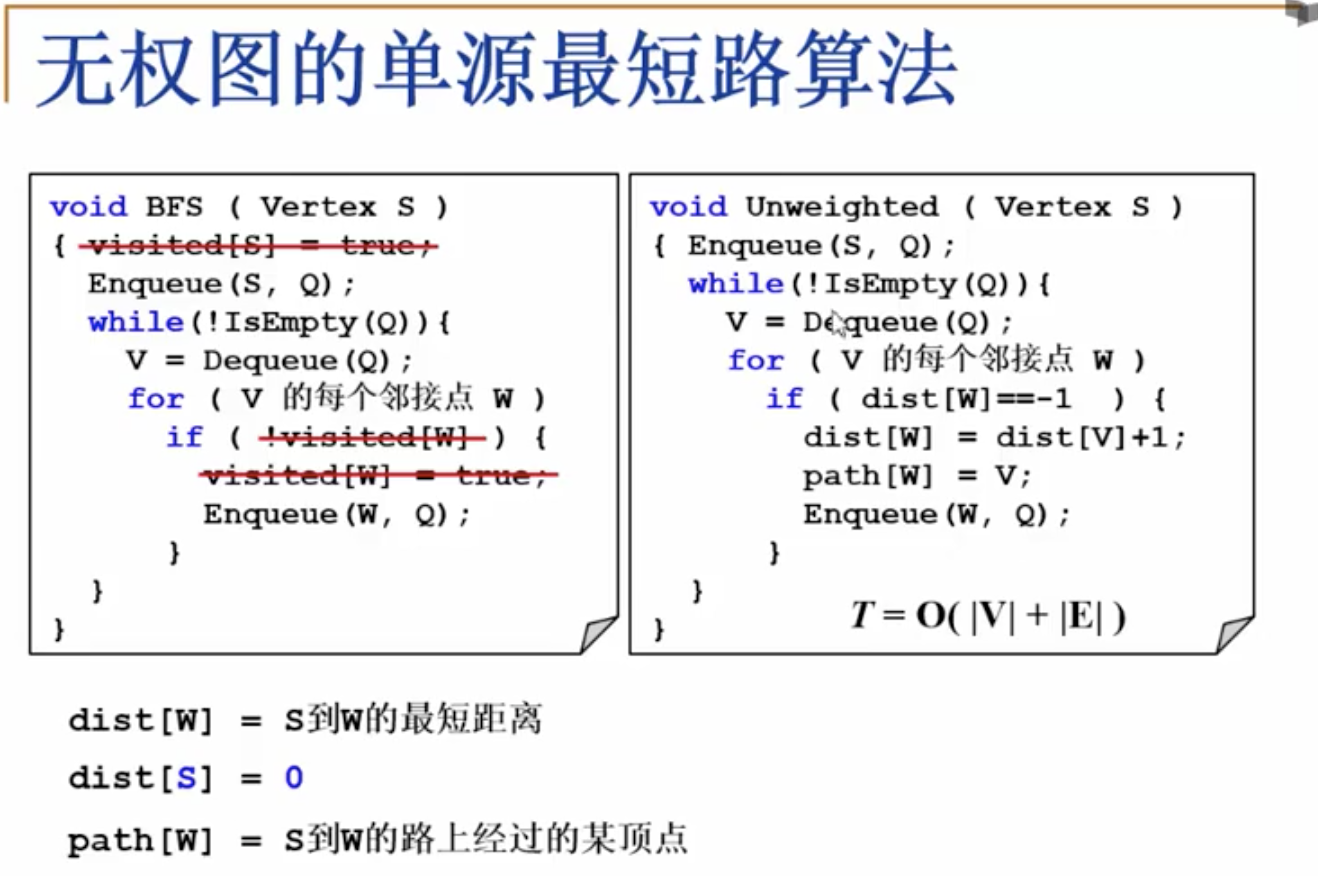 无权图的单源最短路算法
void BFS ( Vertex S )
{ visited[S] = true;
Enqueue(S, Q);
while(!IsEmpty(Q)){
V = Dequeue(Q);
for ( V 的每个邻接点 W )
if ( !visited[W] ) {
visited[W] = true;
Enqueue(W, Q);
}
}
}
void Unweighted ( Vertex S )
{ Enqueue(S, Q);
while(!IsEmpty(Q)){
V = Dequeue(Q);
for ( V 的每个邻接点 W )
if ( dist[W]==-1 ) {
dist[W] = dist[V]+1;
path[W] = V;
Enqueue(W, Q);
}
}
}
T = O( |V| + |E| )
dist[W] = S到W的最短距离
dist[S] = 0
path[W] = S到W的路上经过的某顶点